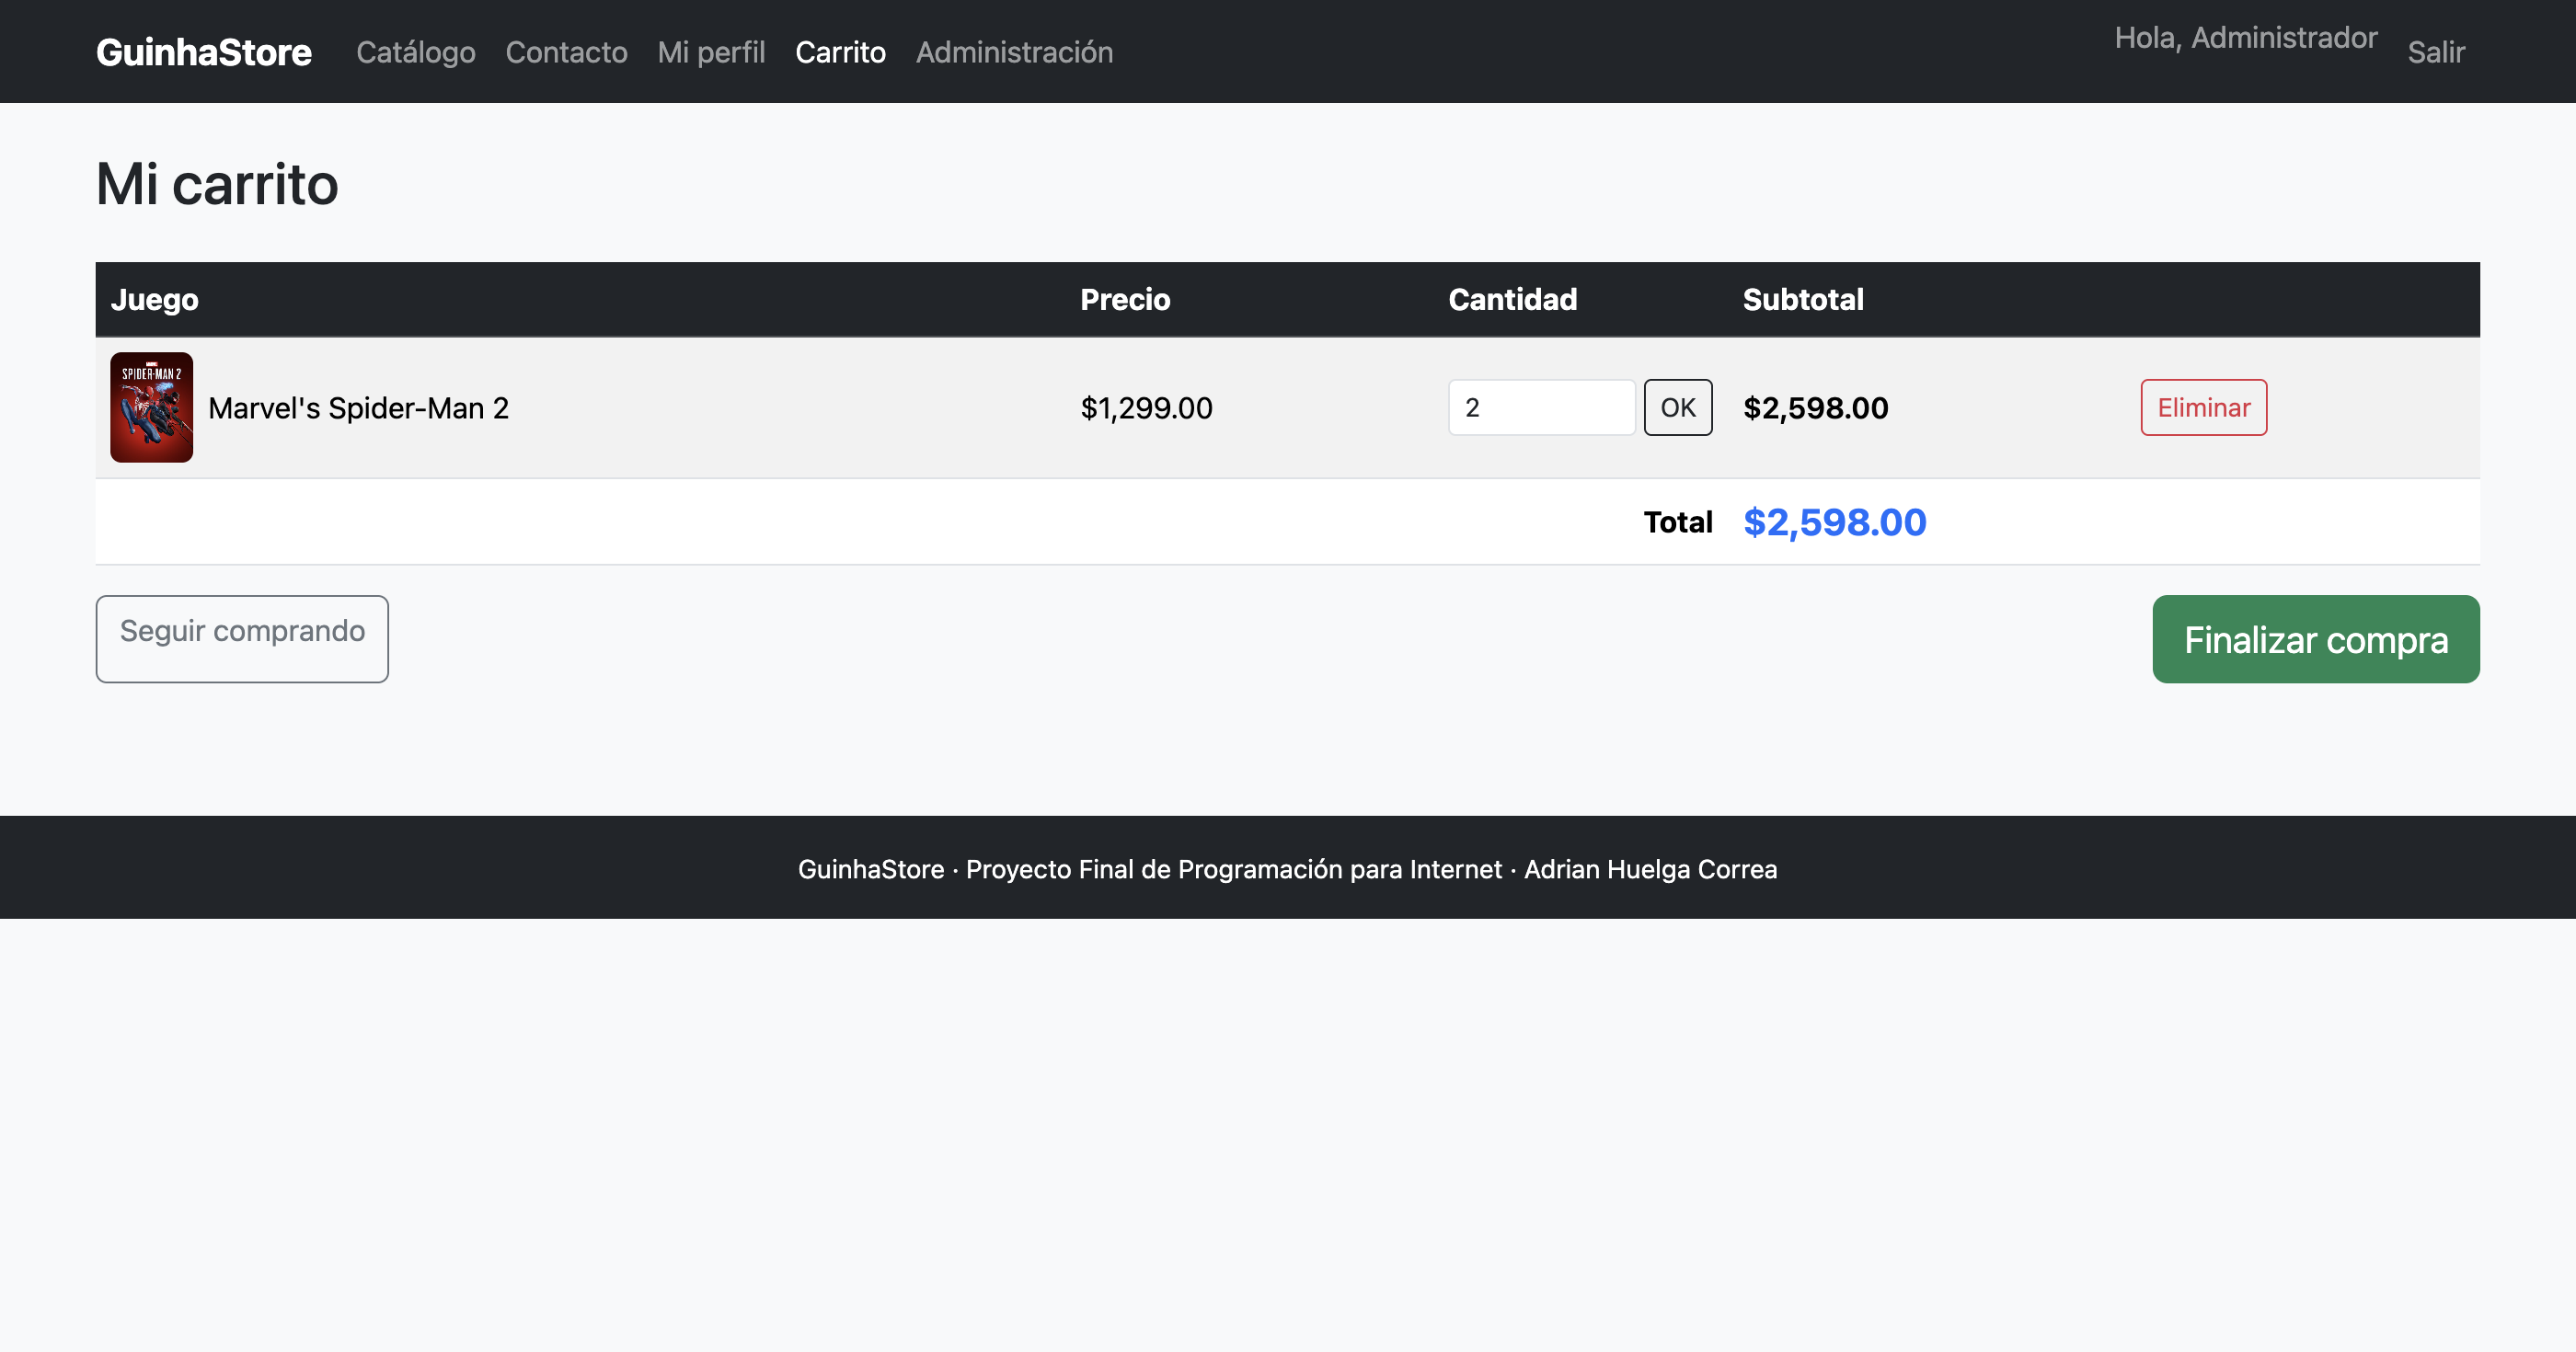 GuinhaStore Catálogo Contacto Mi perfil Carrito Administración Hola, Administrador Salir
Mi carrito
Juego Precio Cantidad Subtotal
MARVEL
SPIDER-MAN 2
Marvel's Spider-Man 2 $1,299.00 2 OK $2,598.00 Eliminar
Total $2,598.00
Seguir comprando Finalizar compra
GuinhaStore · Proyecto Final de Programación para Internet · Adrian Huelga Correa